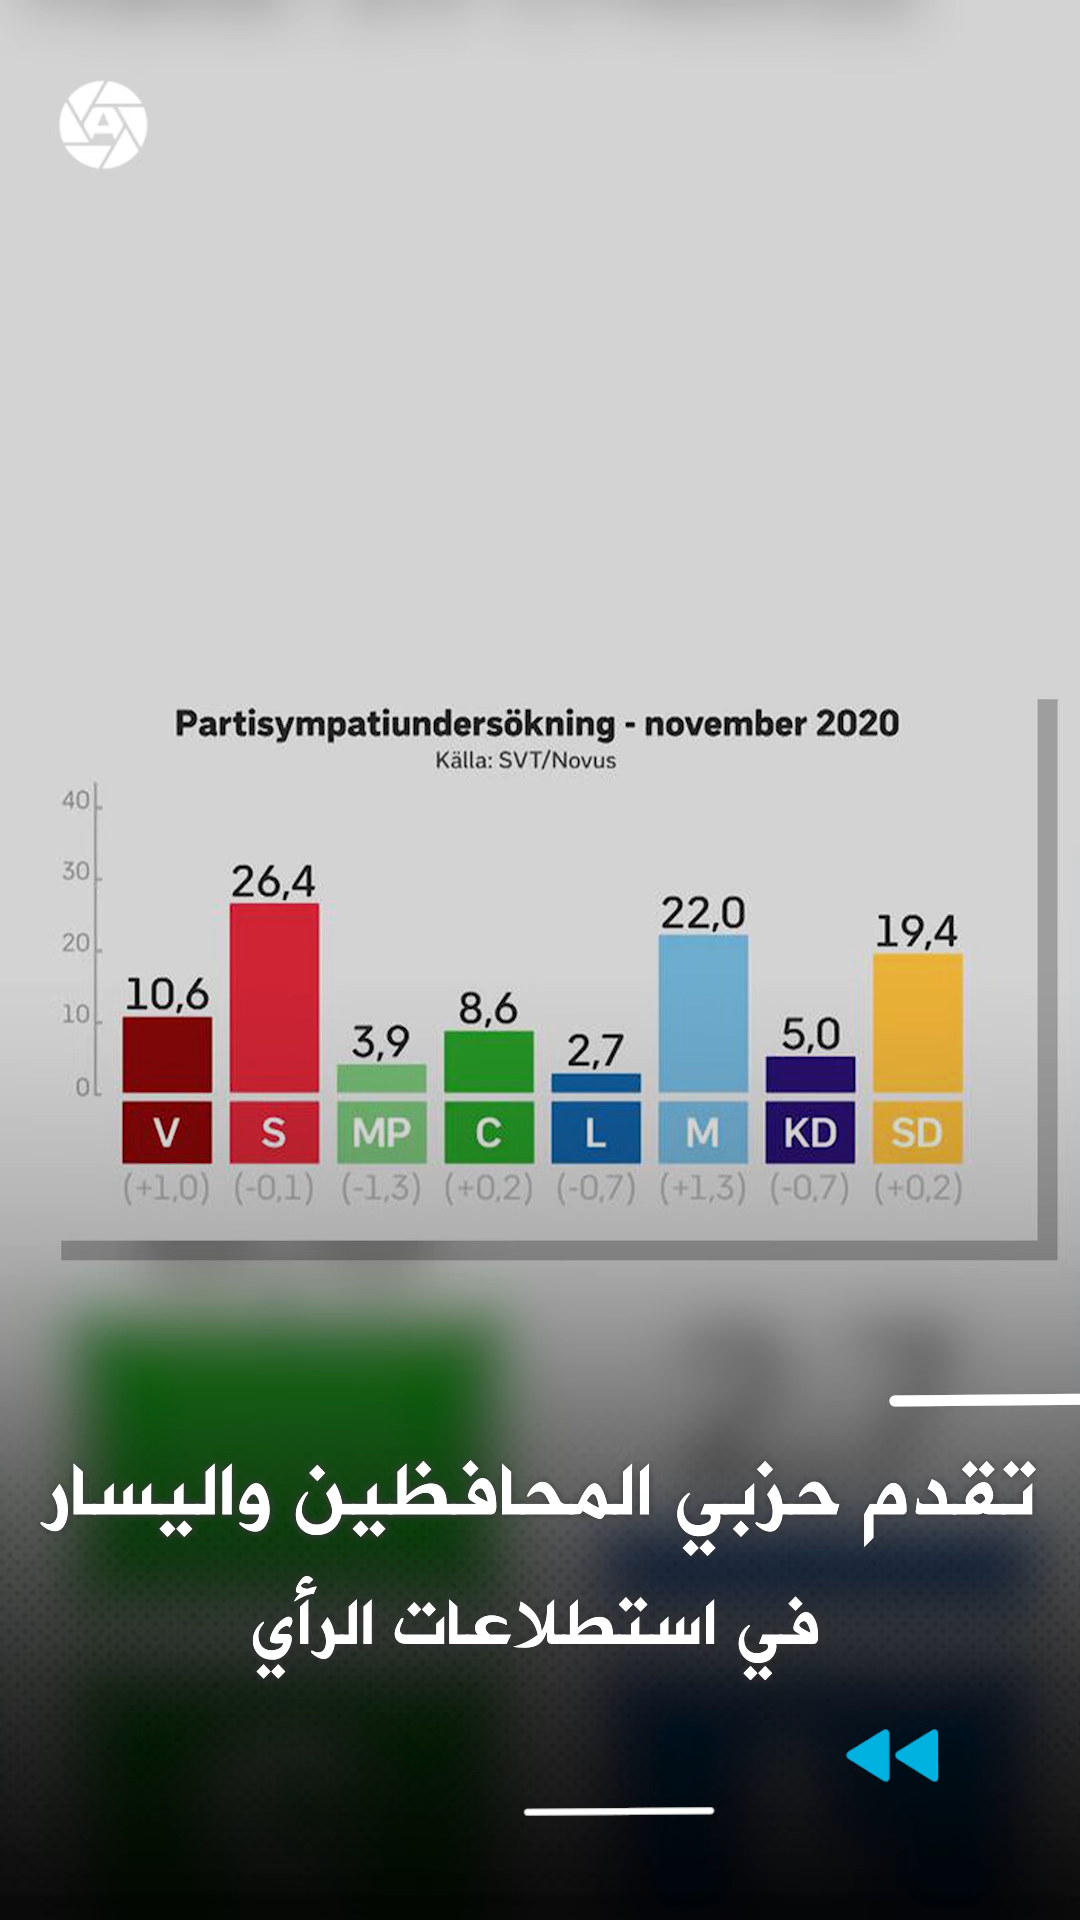 Partisympatiundersökning - november 2020
Källa: SVT/Novus
40
30
20
10
0
10,6 26,4 3,9 8,6 2,7 22,0 5,0 19,4
V S MP C L M KD SD
(+1,0) (-0,1) (-1,3) (+0,2) (-0,7) (+1,3) (-0,7) (+0,2)
تقدم حزبي المحافظين واليسار
في استطلاعات الرأي